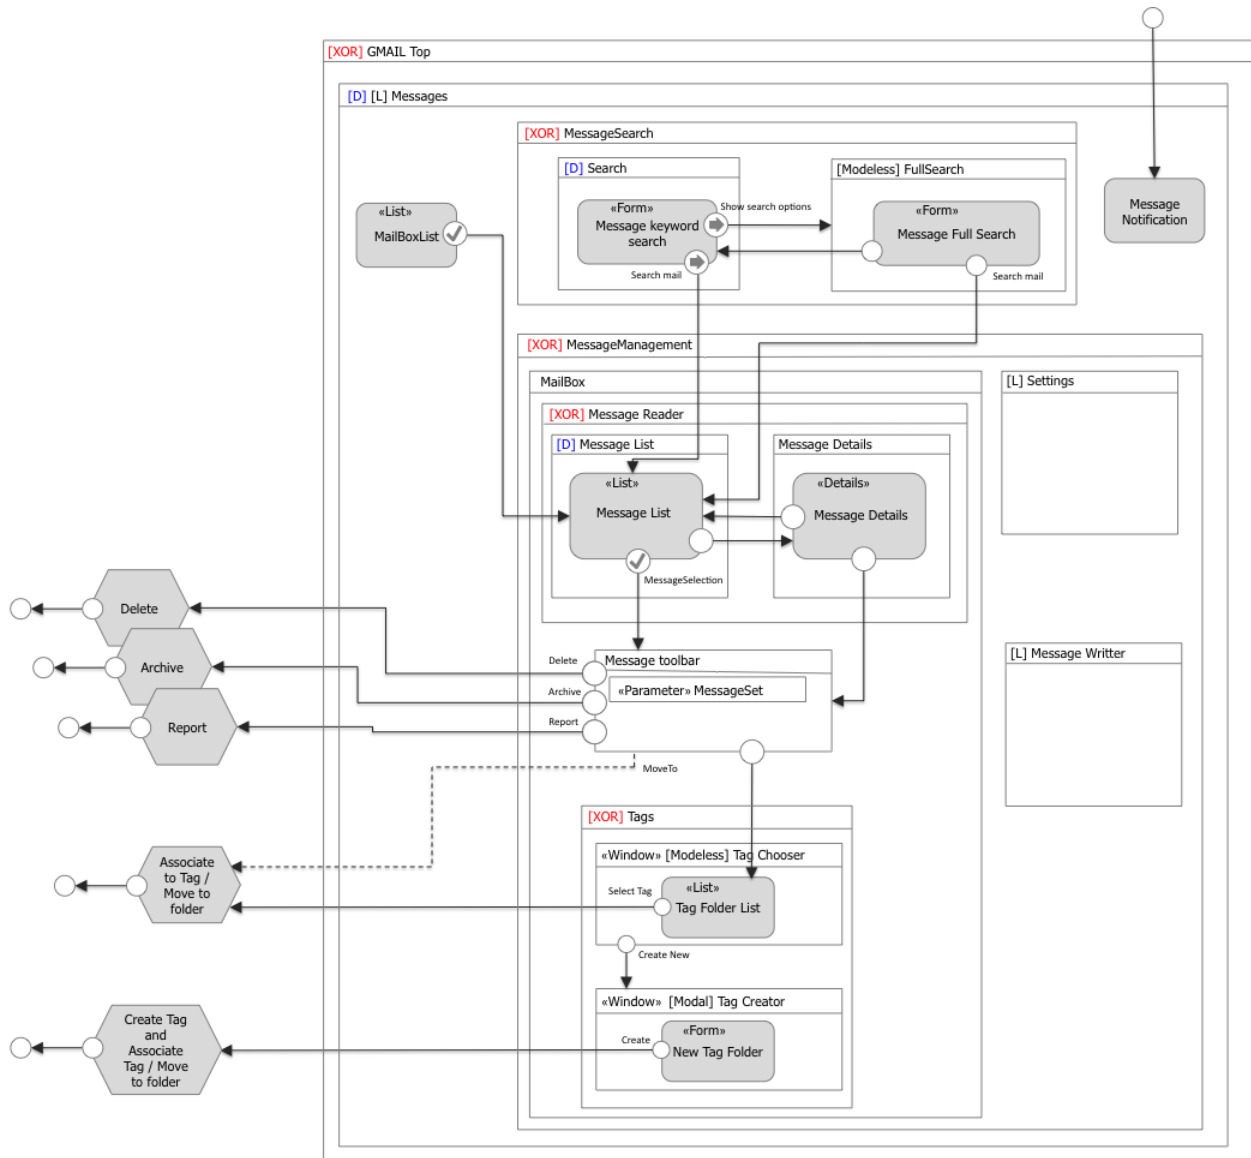 [XOR] GMAIL Top
[D] [L] Messages
[XOR] MessageSearch
[D] Search
[Modeless] FullSearch
«List»
MailBoxList
«Form»
Message keyword
search
Show search options
Search mail
«Form»
Message Full Search
Search mail
Message
Notification
[XOR] MessageManagement
MailBox
[L] Settings
[XOR] Message Reader
[D] Message List
Message Details
«List»
Message List
«Details»
Message Details
MessageSelection
Delete
Archive
Report
Delete
Archive
Report
Message toolbar
«Parameter» MessageSet
[L] Message Writter
MoveTo
[XOR] Tags
«Window» [Modeless] Tag Chooser
Associate
to Tag /
Move to
folder
Select Tag
«List»
Tag Folder List
Create New
«Window» [Modal] Tag Creator
Create Tag
and
Associate
Tag / Move
to folder
Create
«Form»
New Tag Folder